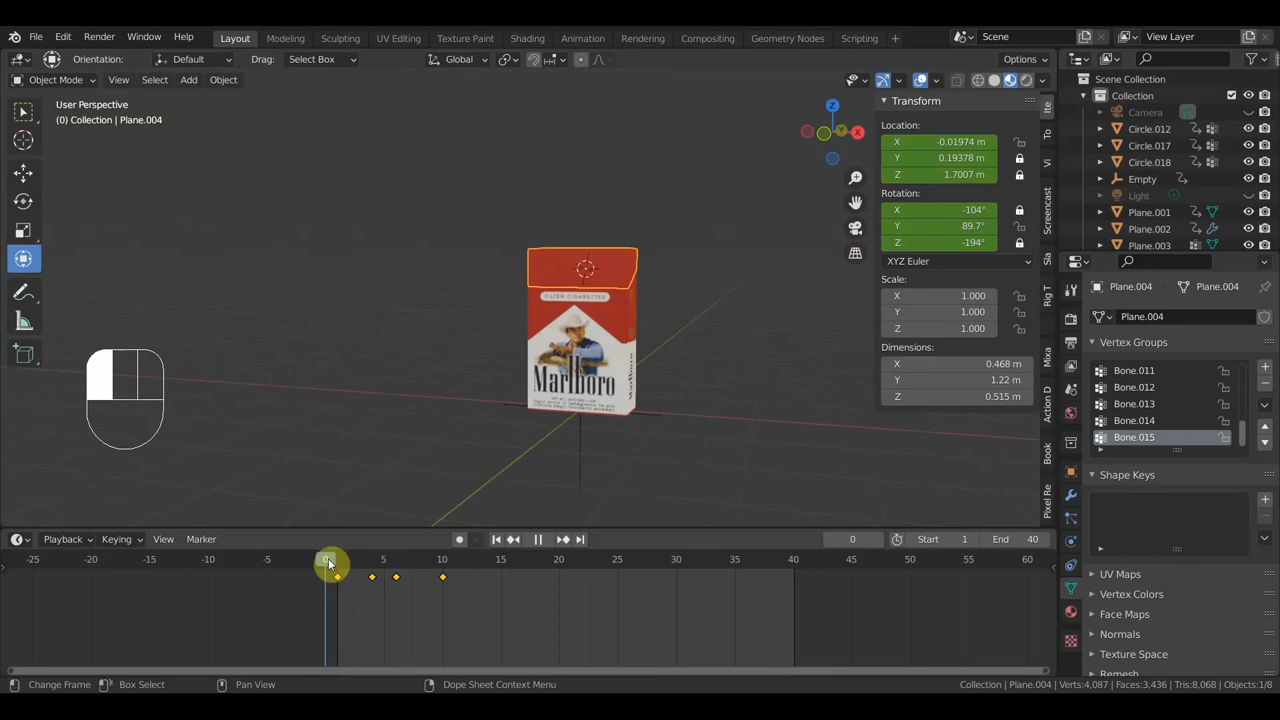 File Edit Render Window Help Layout Modeling Sculpting UV Editing Texture Paint Shading Animation Rendering Compositing Geometry Nodes Scripting + Scene View Layer
Orientation: Default Drag: Select Box Global Options
Object Mode View Select Add Object
User Perspective
(0) Collection | Plane.004
Z
Y
X
Transform
Location:
X -0.01974 m
Y 0.19378 m
Z 1.7007 m
Rotation:
X -104°
Y 89.7°
Z -194°
XYZ Euler
Scale:
X 1.000
Y 1.000
Z 1.000
Dimensions:
X 0.468 m
Y 1.22 m
Z 0.515 m
Ite
To
Vi
Screencast
Sla
Rig T
Mixa
Action D
Book
Pixel Re
Scene Collection
Collection
Camera
Circle.012
Circle.017
Circle.018
Empty
Light
Plane.001
Plane.002
Plane.003
Plane.004 Plane.004
Plane.004
Vertex Groups
Bone.011
Bone.012
Bone.013
Bone.014
Bone.015
Shape Keys
UV Maps
Vertex Colors
Face Maps
Normals
Texture Space
Remesh
FILTER CIGARETTES
Marlboro
Playback Keying View Marker 0 Start 1 End 40
-25 -20 -15 -10 -5 0 5 10 15 20 25 30 35 40 45 50 55 60
Change Frame Box Select Pan View Dope Sheet Context Menu Collection | Plane.004 | Verts:4,087 | Faces:3,436 | Tris:8,068 | Objects:1/8